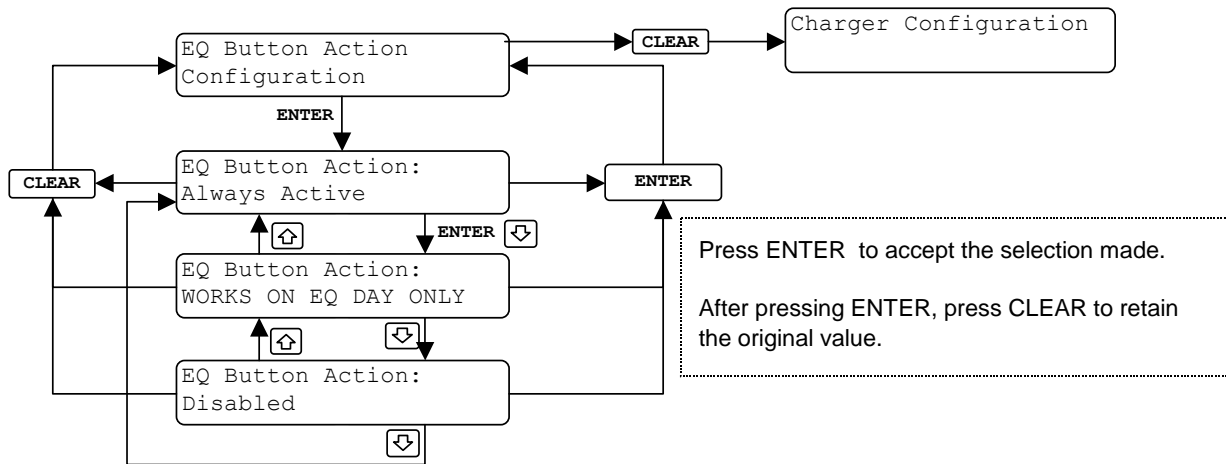 EQ Button Action
Configuration
CLEAR
Charger Configuration
ENTER
EQ Button Action:
Always Active
CLEAR
ENTER
ENTER
EQ Button Action:
WORKS ON EQ DAY ONLY
EQ Button Action:
Disabled
Press ENTER to accept the selection made.
After pressing ENTER, press CLEAR to retain
the original value.